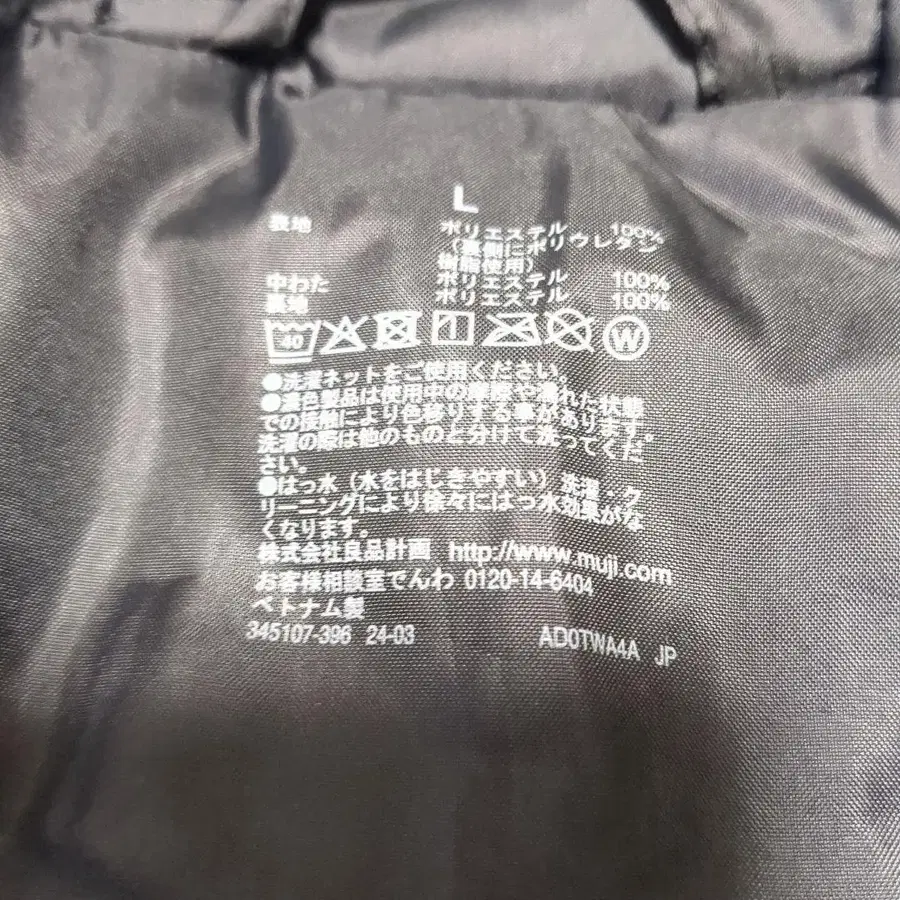 L
表地 ポリエステル 100%
(裏側にポリウレタン
樹脂使用)
中わた ポリエステル 100%
裏地 ポリエステル 100%
40 W
●洗濯ネットをご使用ください。
●濃色製品は使用中の摩擦や濡れた状態
での接触により色移りする事があります。
洗濯の際は他のものと分けて洗ってくだ
さい。
●はっ水(水をはじきやすい)洗濯・ク
リーニングにより徐々にはっ水効果がな
くなります。
株式会社良品計画 http://www.muji.com
お客様相談室でんわ 0120-14-6404
ベトナム製
345107-396 24-03 AD0TWA4A JP